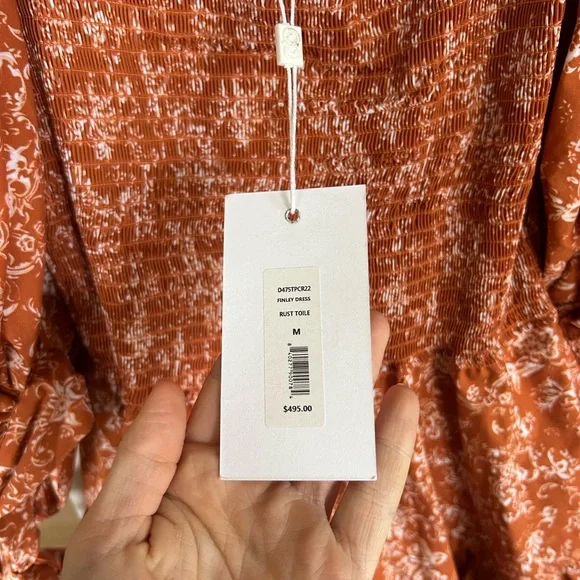 D475TPCR22
FINLEY DRESS
RUST TOILE
M
$495.00